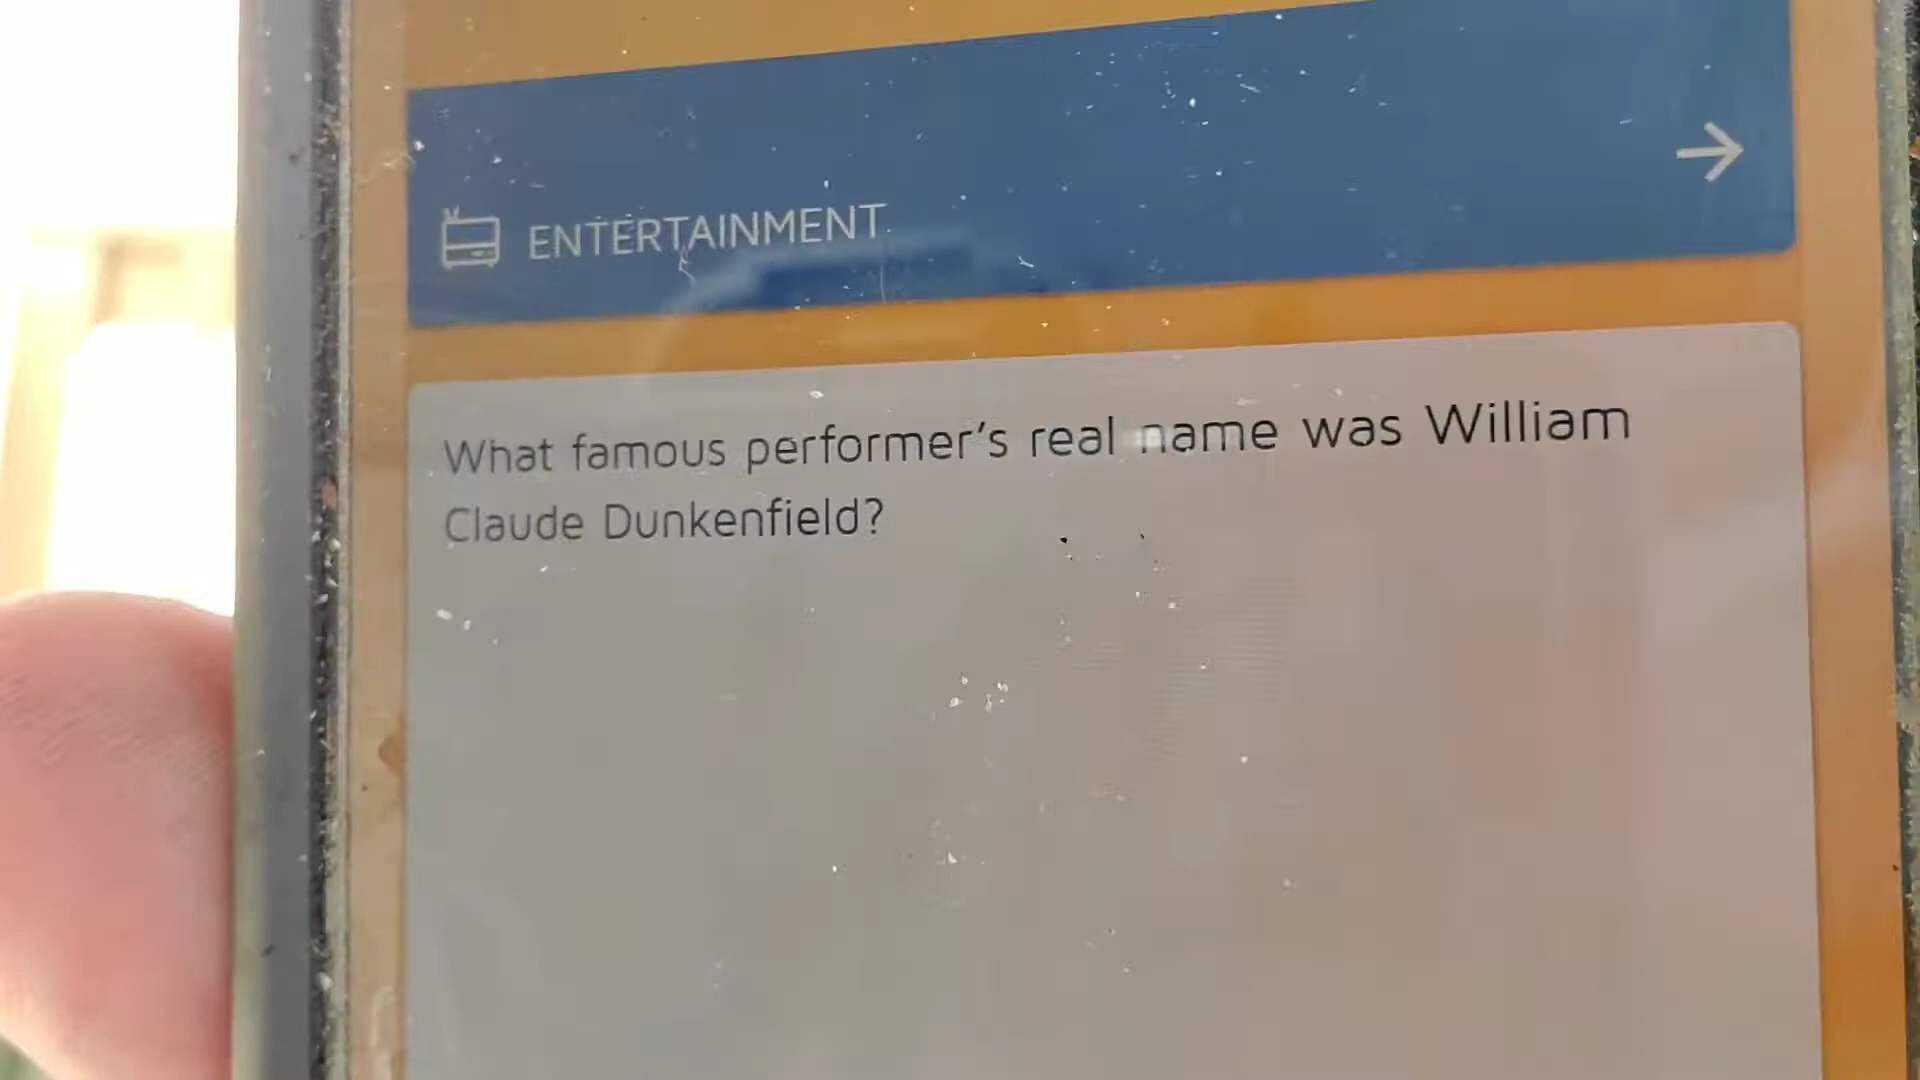 ENTERTAINMENT
What famous performer's real name was William
Claude Dunkenfield?